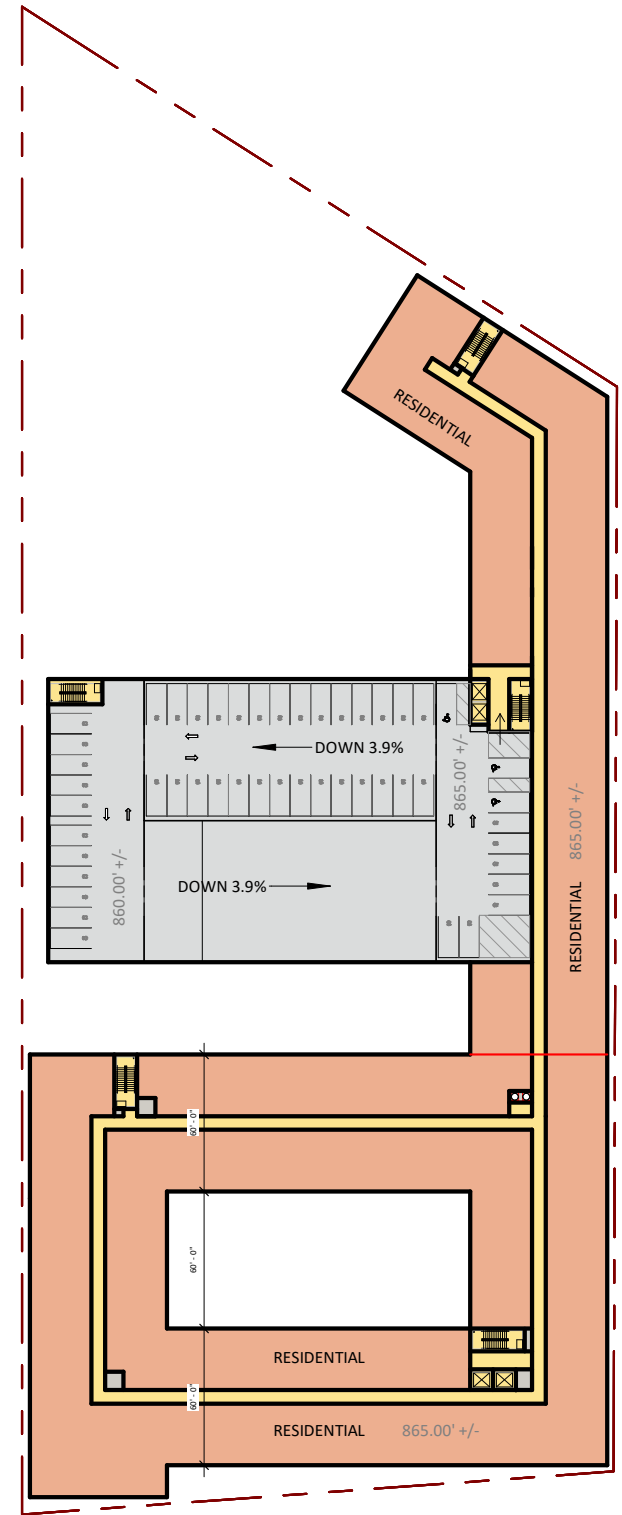 RESIDENTIAL
DOWN 3.9%
865.00' +/-
865.00' +/-
860.00' +/-
DOWN 3.9%
RESIDENTIAL
60' - 0"
60' - 0"
RESIDENTIAL
60' - 0"
RESIDENTIAL
865.00' +/-